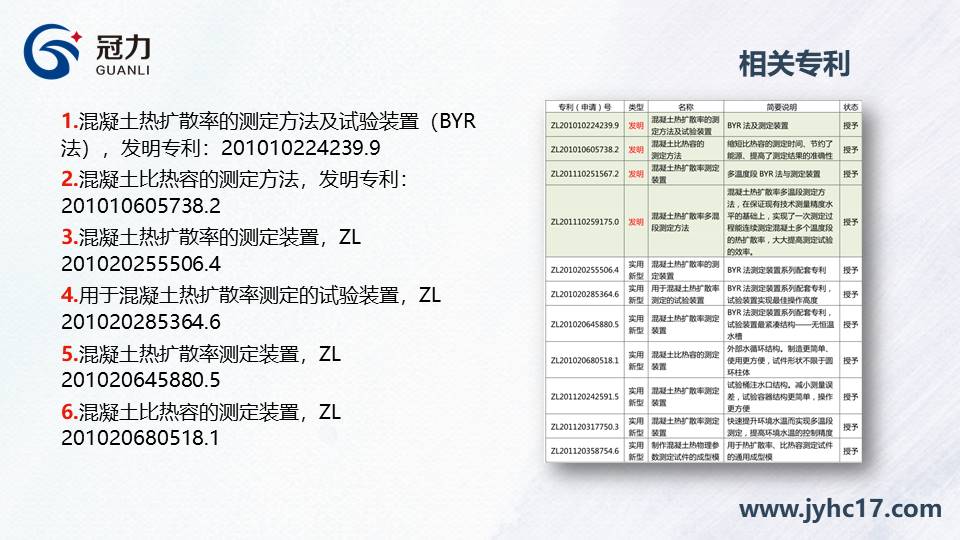 冠力
GUANLI
相关专利
1.混凝土热扩散率的测定方法及试验装置（BYR
法），发明专利：201010224239.9
2.混凝土比热容的测定方法，发明专利：
201010605738.2
3.混凝土热扩散率的测定装置，ZL
201020255506.4
4.用于混凝土热扩散率测定的试验装置，ZL
201020285364.6
5.混凝土热扩散率测定装置，ZL
201020645880.5
6.混凝土比热容的测定装置，ZL
201020680518.1
专利（申请）号 类型 名称 简要说明 状态
ZL201010224239.9 发明 混凝土热扩散率的测
定方法及试验装置 BYR 法及测定装置 授予
ZL201010605738.2 发明 混凝土比热容的
测定方法 缩短比热容的测定时间、节约了
能源、提高了测定结果的准确性 授予
ZL201110251567.2 发明 混凝土热扩散率测定
装置 多温度段 BYR 法与测定装置 授予
ZL201110259175.0 发明 混凝土热扩散率多温
段测定方法 混凝土热扩散率多温段测定方
法，在保证现有技术测量精度水
平的基础上，实现了一次测定过
程能连续测定混凝土多个温度段
的热扩散率，大大提高测定试验
的效率。 授予
ZL201020255506.4 实用
新型 混凝土热扩散率的测
定装置 BYR 法测定装置系列配套专利 授予
ZL201020285364.6 实用
新型 用于混凝土热扩散率
测定的试验装置 BYR 法测定装置系列配套专利，
试验装置实现最佳操作高度 授予
ZL201020645880.5 实用
新型 混凝土热扩散率测定
装置 BYR 法测定装置系列配套专利，
试验装置最紧凑结构——无恒温
水槽 授予
ZL201020680518.1 实用
新型 混凝土比热容的测定
装置 外部水循环结构。制造更简单、
使用更方便，试件形状不限于圆
环柱体 授予
ZL201120242591.5 实用
新型 混凝土热扩散率测定
装置 试验桶注水口结构。减小测量误
差，试验容器结构更简单，操作
更方便 授予
ZL201120317750.3 实用
新型 混凝土热扩散率测定
装置 快速提升环境水温而实现多温段
测定，提高环境水温的控制精度 授予
ZL201120358754.6 实用
新型 制作混凝土热物理参
数测定试件的成型模 用于热扩散率、比热容测定试件
的通用成型模 授予
www.jyhc17.com